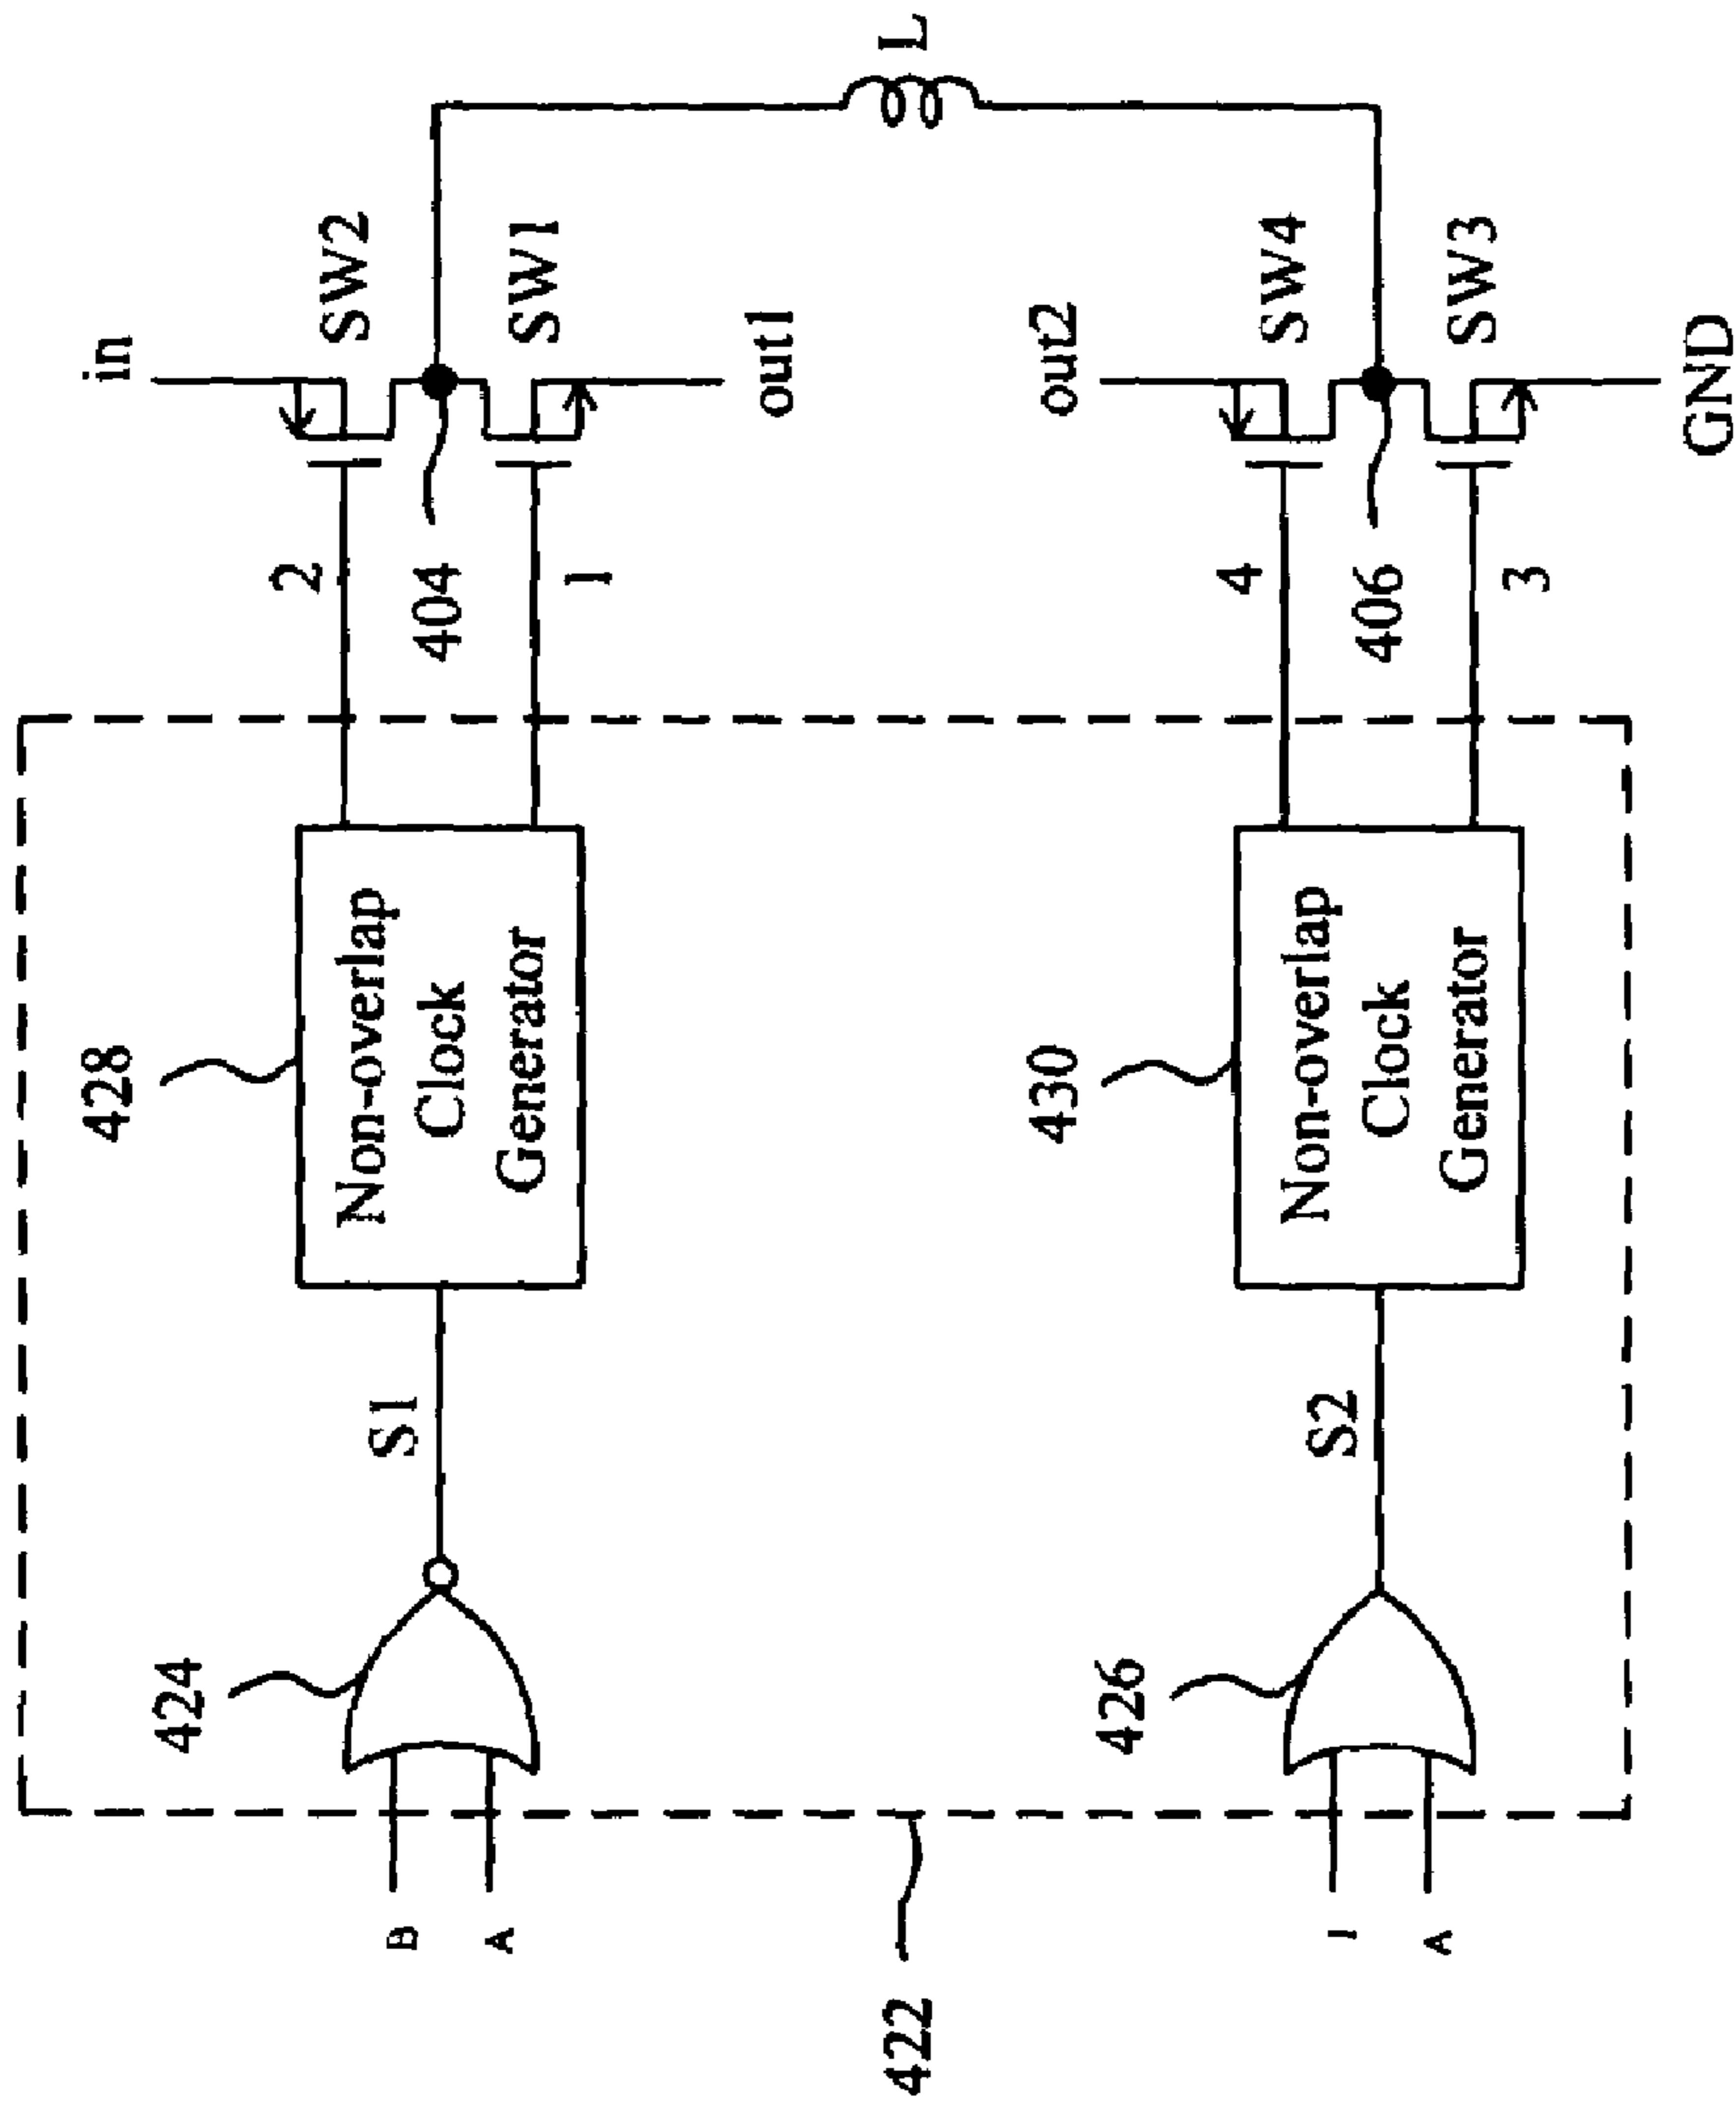 in
SW2
SW1
out1
L
out2
SW4
SW3
GND
2
404
1
4
406
3
428
Non-overlap
Clock
Generator
430
Non-overlap
Clock
Generator
S1
S2
424
426
B
A
I
A
422